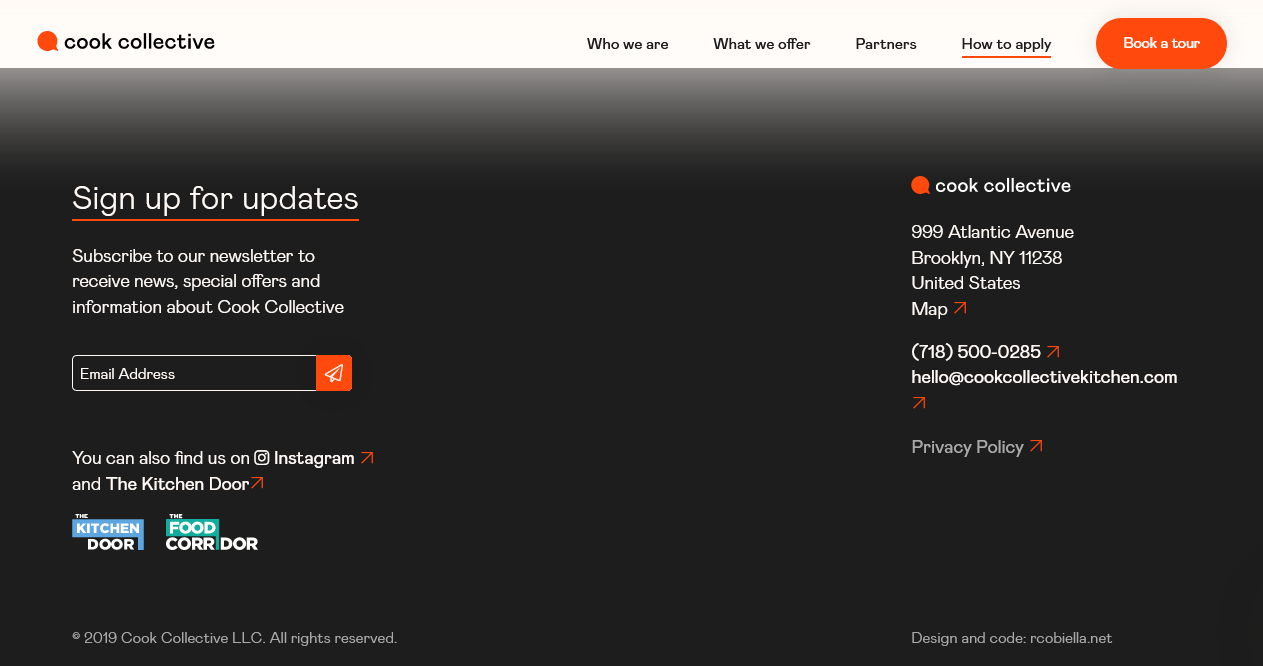 cook collective
Who we are
What we offer
Partners
How to apply
Book a tour
Sign up for updates
Subscribe to our newsletter to
receive news, special offers and
information about Cook Collective
Email Address
You can also find us on Instagram
and The Kitchen Door
THE
KITCHEN
DOOR
THE
FOOD
CORRIDOR
cook collective
999 Atlantic Avenue
Brooklyn, NY 11238
United States
Map
(718) 500-0285
hello@cookcollectivekitchen.com
Privacy Policy
© 2019 Cook Collective LLC. All rights reserved.
Design and code: rcobiella.net